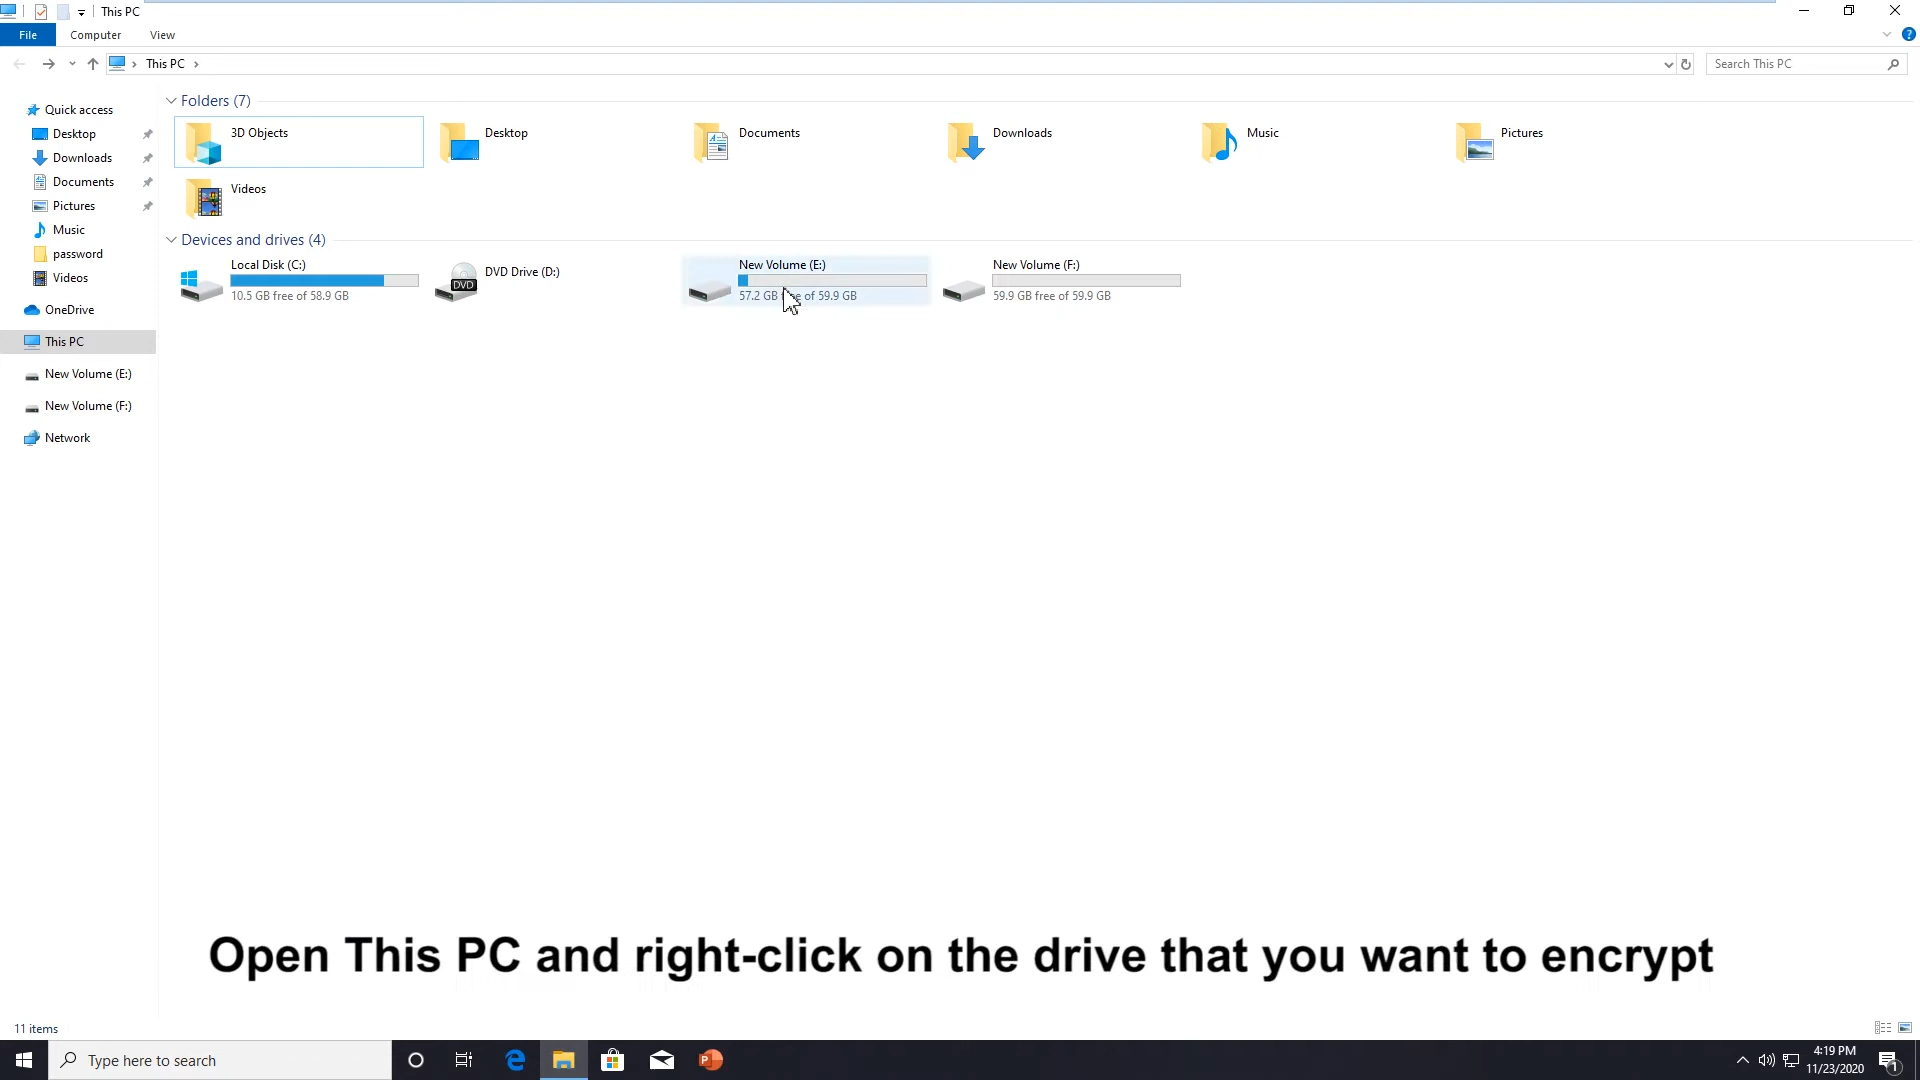 This PC
File
Computer
View
This PC
Search This PC
Quick access
Desktop
Downloads
Documents
Pictures
Music
password
Videos
OneDrive
This PC
New Volume (E:)
New Volume (F:)
Network
Folders (7)
3D Objects
Desktop
Documents
Downloads
Music
Pictures
Videos
Devices and drives (4)
Local Disk (C:)
10.5 GB free of 58.9 GB
DVD Drive (D:)
DVD
New Volume (E:)
57.2 GB free of 59.9 GB
New Volume (F:)
59.9 GB free of 59.9 GB
Open This PC and right-click on the drive that you want to encrypt
11 items
Type here to search
4:19 PM
11/23/2020
1